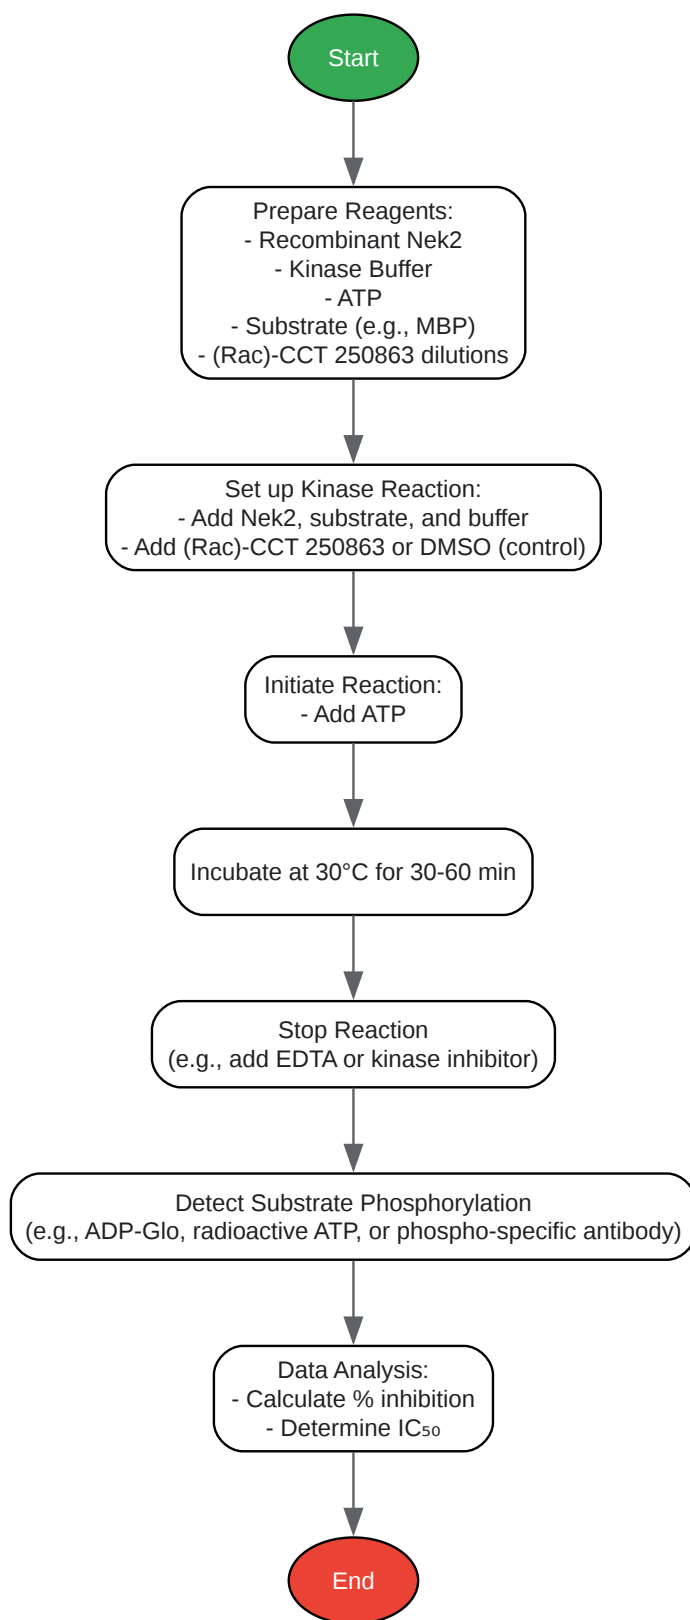 Start
Prepare Reagents:
- Recombinant Nek2
- Kinase Buffer
- ATP
- Substrate (e.g., MBP)
- (Rac)-CCT 250863 dilutions
Set up Kinase Reaction:
- Add Nek2, substrate, and buffer
- Add (Rac)-CCT 250863 or DMSO (control)
Initiate Reaction:
- Add ATP
Incubate at 30°C for 30-60 min
Stop Reaction
(e.g., add EDTA or kinase inhibitor)
Detect Substrate Phosphorylation
(e.g., ADP-Glo, radioactive ATP, or phospho-specific antibody)
Data Analysis:
- Calculate % inhibition
- Determine IC₅₀
End